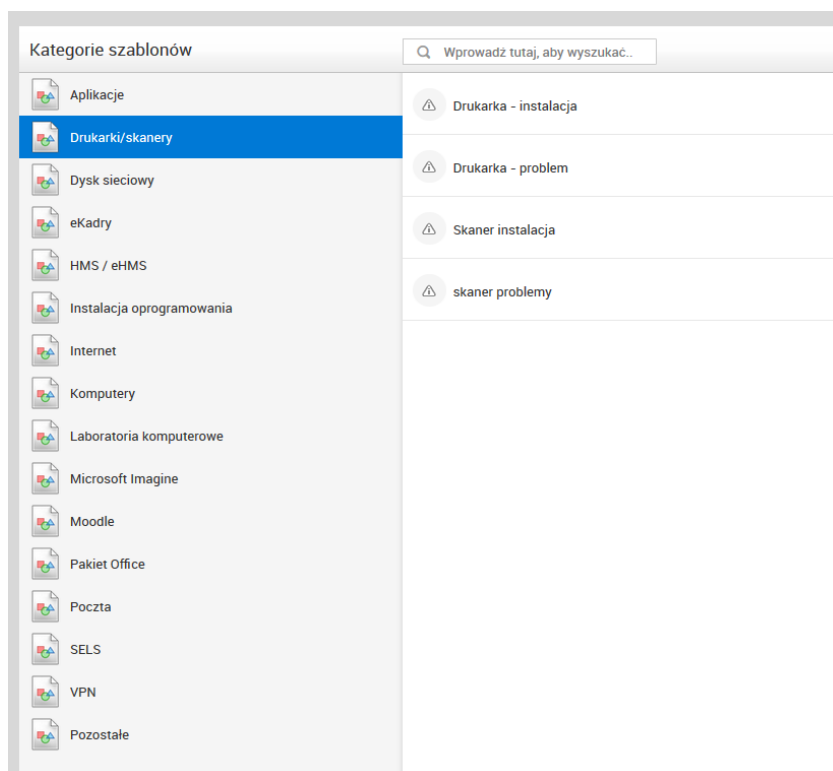 Kategorie szablonów
Wprowadź tutaj, aby wyszukać..
Aplikacje
Drukarki/skanery
Dysk sieciowy
eKadry
HMS / eHMS
Instalacja oprogramowania
Internet
Komputery
Laboratoria komputerowe
Microsoft Imagine
Moodle
Pakiet Office
Poczta
SELS
VPN
Pozostałe
Drukarka - instalacja
Drukarka - problem
Skaner instalacja
skaner problemy